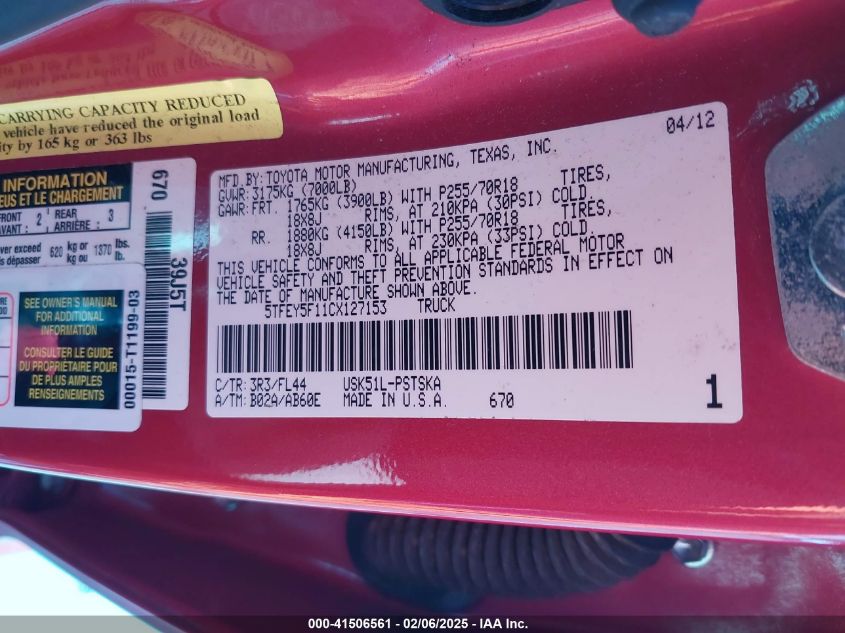 CARRYING CAPACITY REDUCED
vehicle have reduced the original load
by 165 kg or 363 lbs
INFORMATION
ET LE CHARGEMENT
FRONT
AVANT : 2
REAR
ARRIÈRE : 3
over exceed
dépasser
620 kg or
kg ou
1370 lbs.
lb.
670
39J5T
SEE OWNER'S MANUAL
FOR ADDITIONAL
INFORMATION
CONSULTER LE GUIDE
DU PROPRIÉTAIRE POUR
DE PLUS AMPLES
RENSEIGNEMENTS
00015-T1199-03
04/12
MFD.BY:TOYOTA MOTOR MANUFACTURING, TEXAS, INC.
GVWR: 3175KG (7000LB)
GAWR: FRT. 1765KG (3900LB) WITH P255/70R18 TIRES,
18X8J RIMS, AT 210KPA (30PSI) COLD.
RR. 1880KG (4150LB) WITH P255/70R18 TIRES,
18X8J RIMS, AT 230KPA (33PSI) COLD.
THIS VEHICLE CONFORMS TO ALL APPLICABLE FEDERAL MOTOR
VEHICLE SAFETY AND THEFT PREVENTION STANDARDS IN EFFECT ON
THE DATE OF MANUFACTURE SHOWN ABOVE.
5TFEY5F11CX127153 TRUCK
C/TR: 3R3/FL44 USK51L-PSTSKA
A/TM: B02A/AB60E MADE IN U.S.A. 670
1
000-41506561 - 02/06/2025 - IAA Inc.